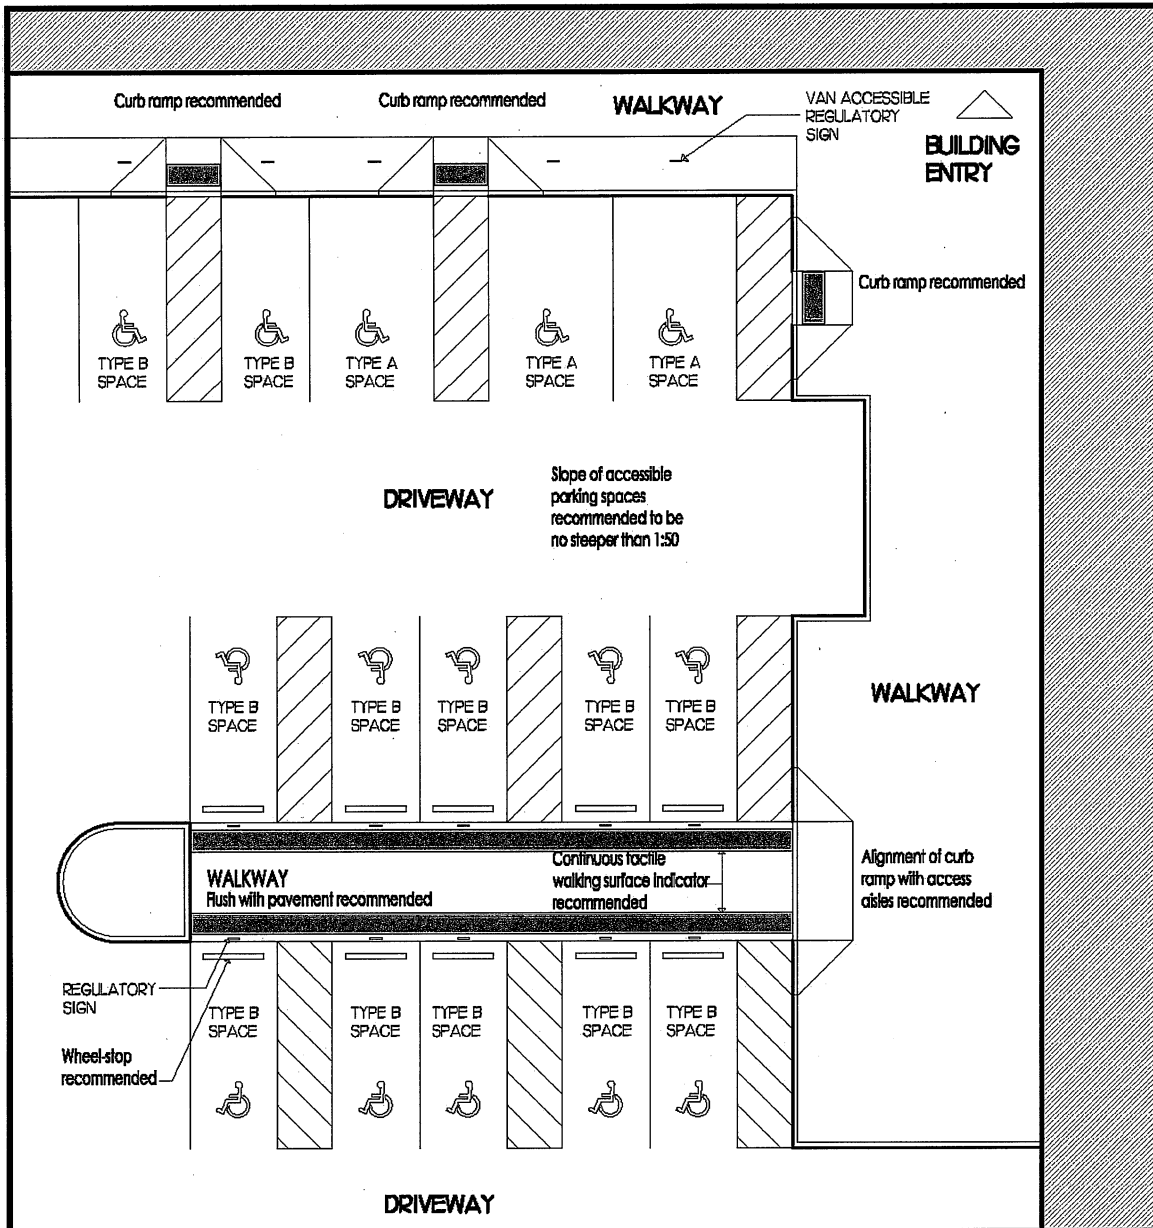 Curb ramp recommended
Curb ramp recommended
WALKWAY
VAN ACCESSIBLE
REGULATORY
SIGN
BUILDING
ENTRY
Curb ramp recommended
TYPE B
SPACE
TYPE B
SPACE
TYPE A
SPACE
TYPE A
SPACE
TYPE A
SPACE
DRIVEWAY
Slope of accessible
parking spaces
recommended to be
no steeper than 1:50
TYPE B
SPACE
TYPE B
SPACE
TYPE B
SPACE
TYPE B
SPACE
TYPE B
SPACE
WALKWAY
WALKWAY
Flush with pavement recommended
Continuous tactile
walking surface indicator
recommended
Alignment of curb
ramp with access
aisles recommended
REGULATORY
SIGN
Wheel-stop
recommended
TYPE B
SPACE
TYPE B
SPACE
TYPE B
SPACE
TYPE B
SPACE
TYPE B
SPACE
DRIVEWAY